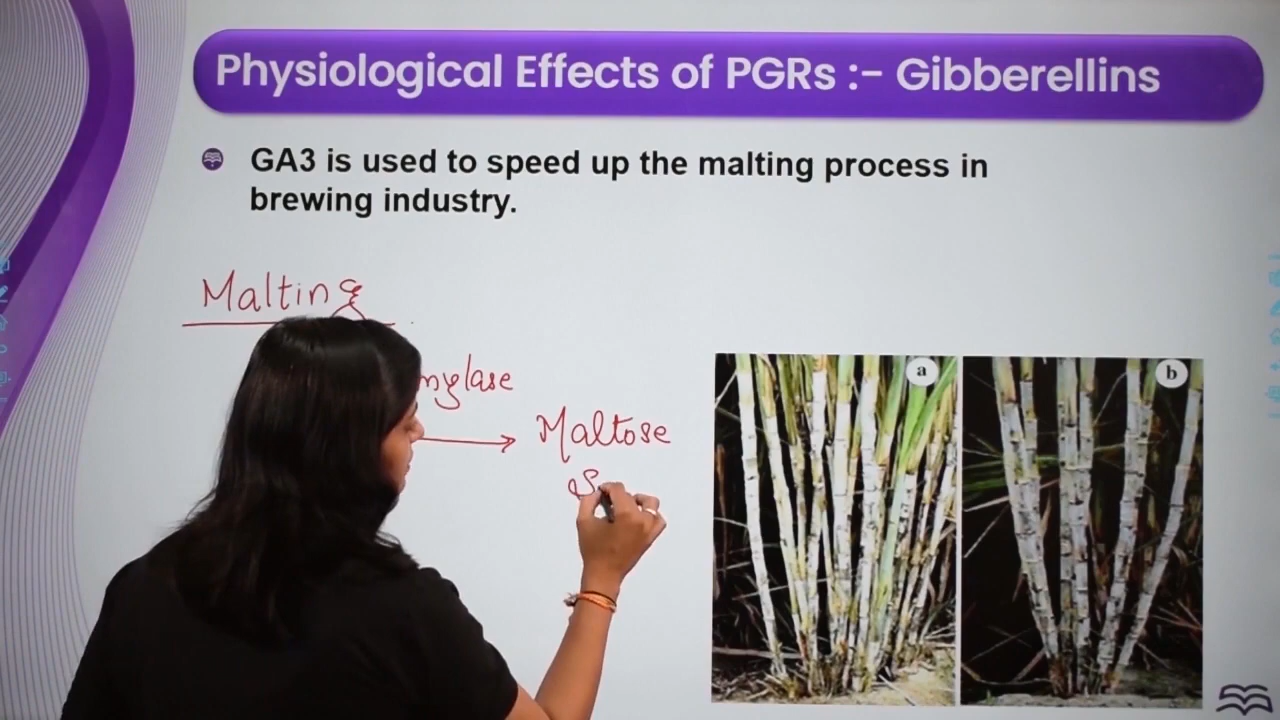 Physiological Effects of PGRs :- Gibberellins
GA3 is used to speed up the malting process in
brewing industry.
Malting
Maltose
a
b